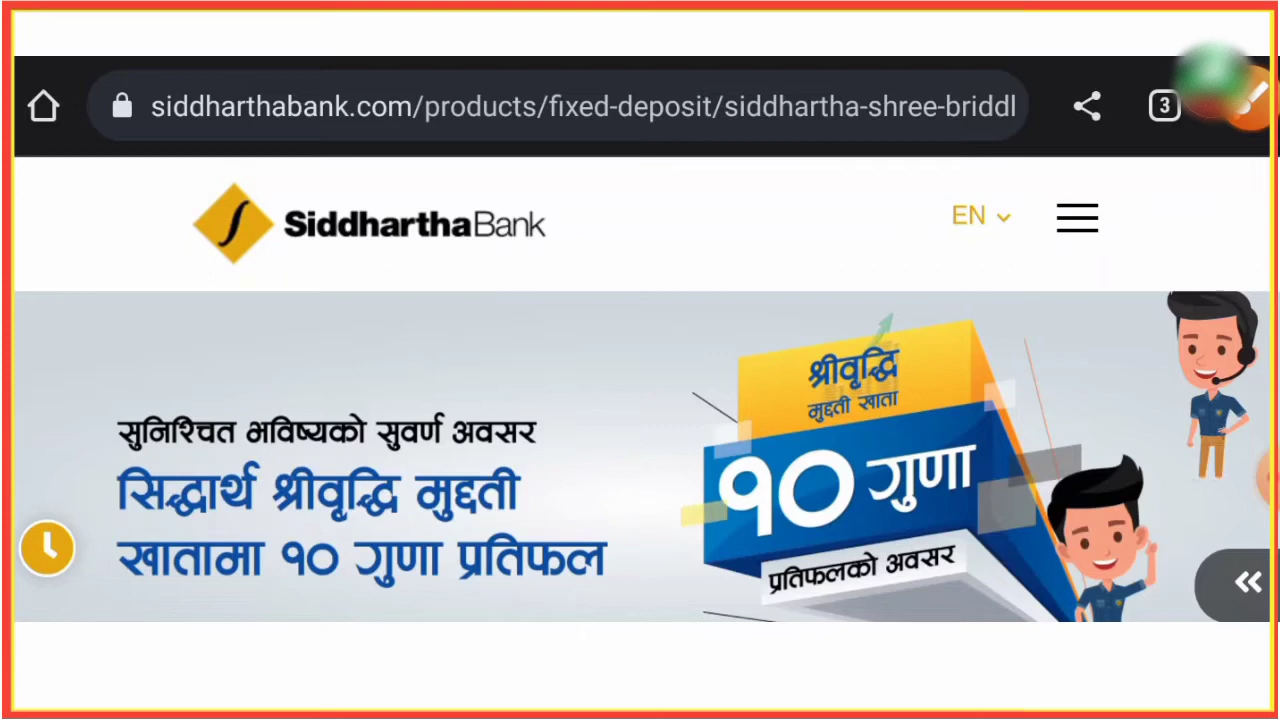 siddharthabank.com/products/fixed-deposit/siddhartha-shree-briddl
3
SiddharthaBank
EN
सुनिश्चित भविष्यको सुवर्ण अवसर
सिद्धार्थ श्रीवृद्धि मुद्दती
खातामा १० गुणा प्रतिफल
श्रीवृद्धि
मुद्दती खाता
१० गुणा
प्रतिफलको अवसर